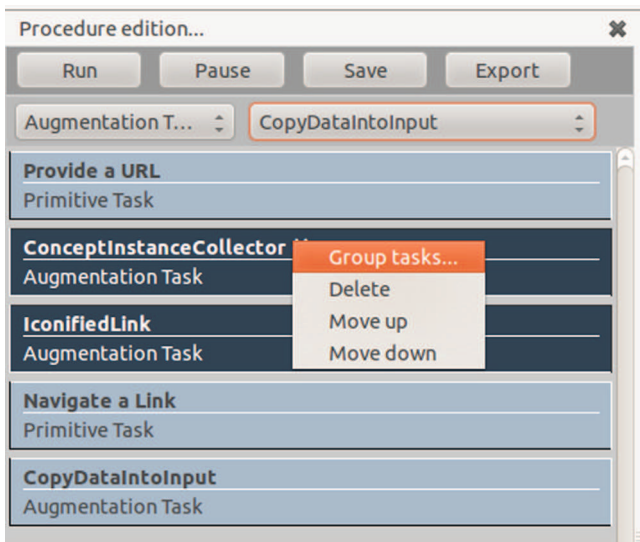 Procedure edition...
Run Pause Save Export
Augmentation T... CopyDataIntoInput
Provide a URL
Primitive Task
ConceptInstanceCollector
Augmentation Task
Group tasks...
Delete
Move up
Move down
IconifiedLink
Augmentation Task
Navigate a Link
Primitive Task
CopyDataIntoInput
Augmentation Task